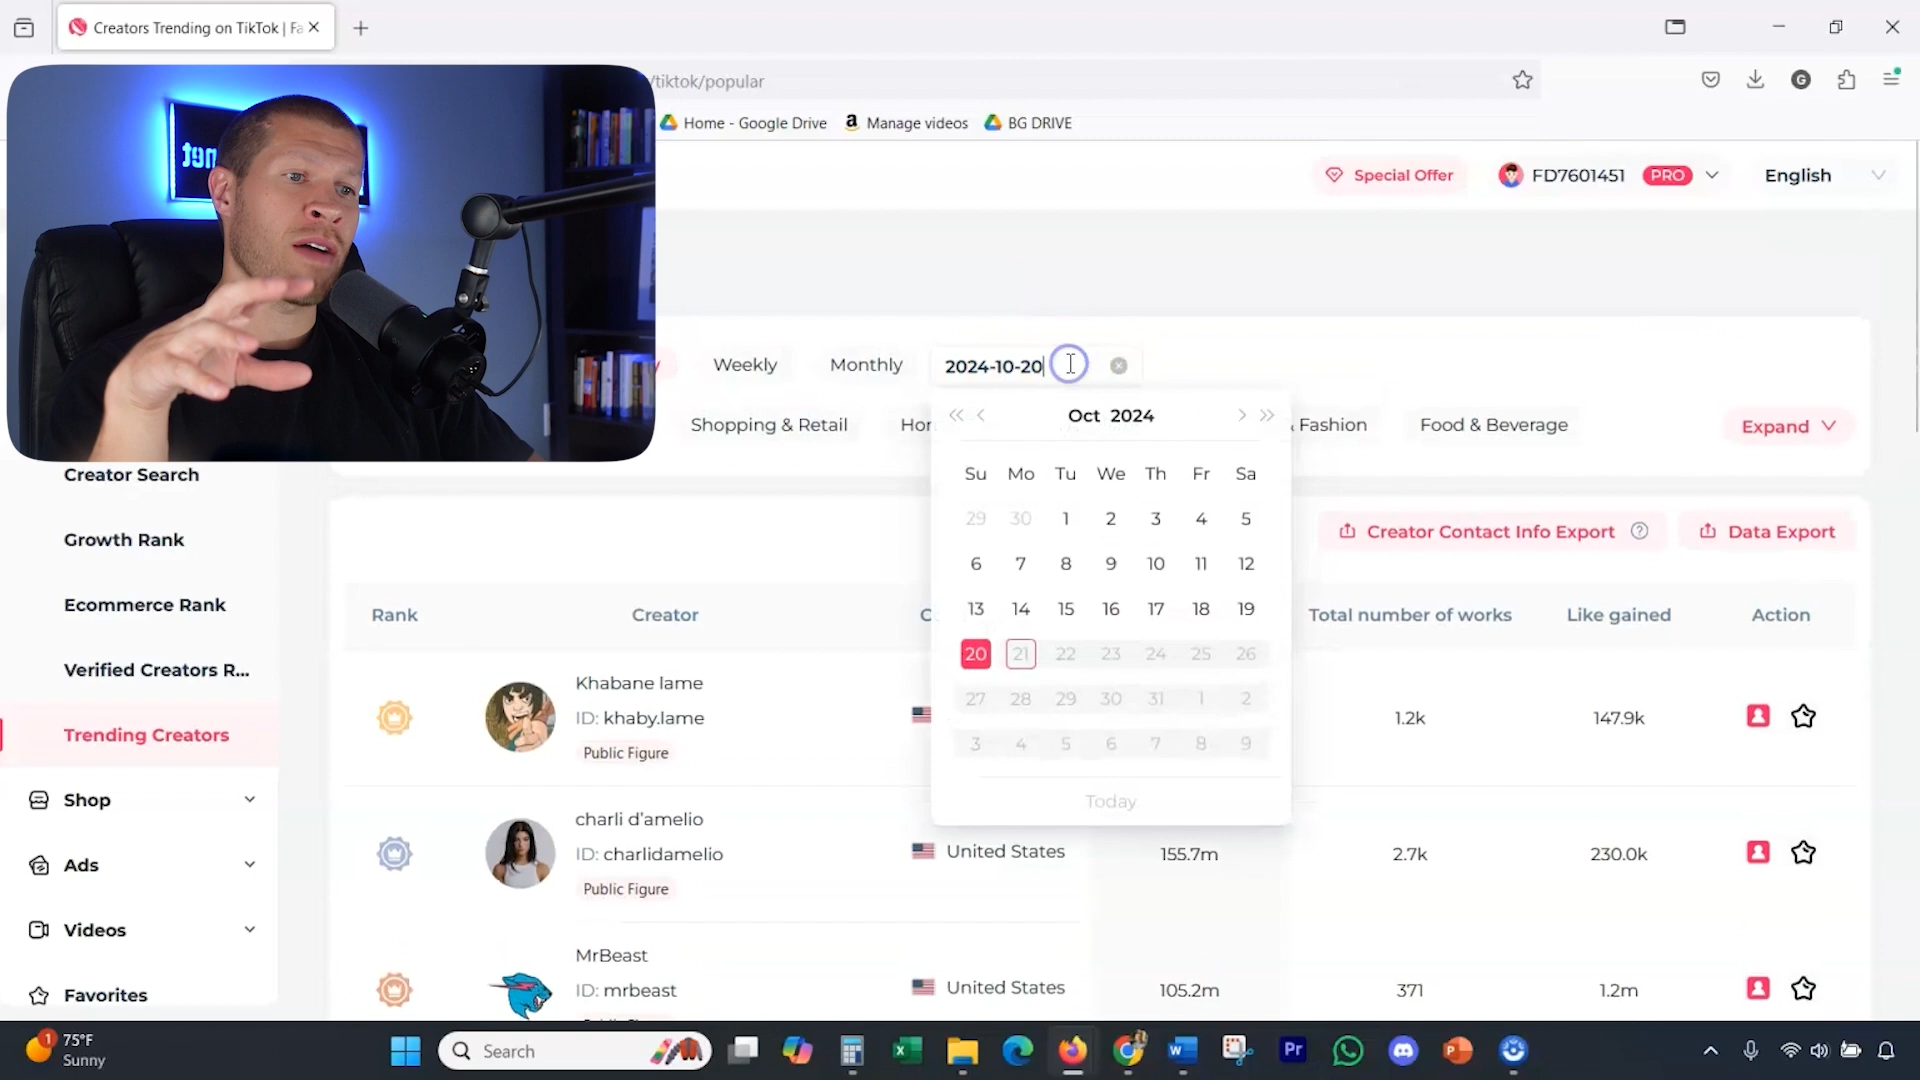 Creators Trending on TikTok | Fa
/tiktok/popular
Home - Google Drive
Manage videos
BG DRIVE
Special Offer
FD7601451
PRO
English
Weekly
Monthly
2024-10-20
Shopping & Retail
Fashion
Food & Beverage
Expand
Oct 2024
Su Mo Tu We Th Fr Sa
29 30 1 2 3 4 5
6 7 8 9 10 11 12
13 14 15 16 17 18 19
20 21 22 23 24 25 26
27 28 29 30 31 1 2
3 4 5 6 7 8 9
Today
Creator Search
Growth Rank
Ecommerce Rank
Verified Creators R...
Trending Creators
Shop
Ads
Videos
Favorites
Creator Contact Info Export
Data Export
Rank
Creator
Total number of works
Like gained
Action
Khabane lame
ID: khaby.lame
Public Figure
1.2k
147.9k
charli d'amelio
ID: charlidamelio
Public Figure
United States
155.7m
2.7k
230.0k
MrBeast
ID: mrbeast
United States
105.2m
371
1.2m
1
75°F
Sunny
Search
Pr